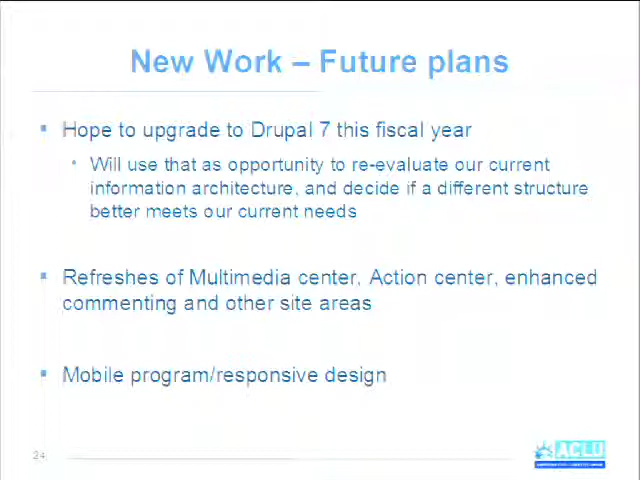 New Work – Future plans
Hope to upgrade to Drupal 7 this fiscal year
Will use that as opportunity to re-evaluate our current
information architecture, and decide if a different structure
better meets our current needs
Refreshes of Multimedia center, Action center, enhanced
commenting and other site areas
Mobile program/responsive design
24
ACLU